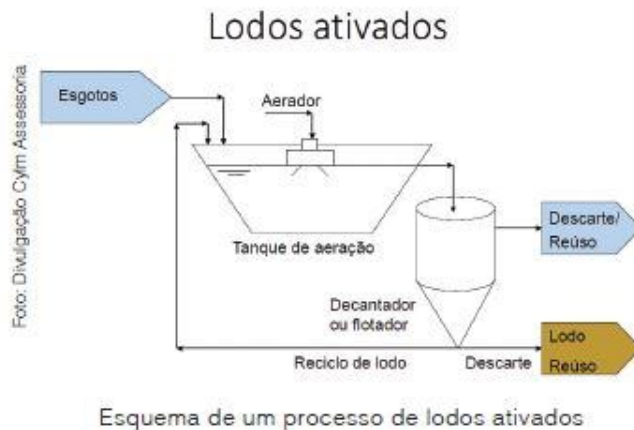 Lodos ativados
Foto: Divulgação Cylm Assessoria
Esgotos
Aerador
Tanque de aeração
Descarte/
Reúso
Decantador
ou flotador
Lodo
Reúso
Reciclo de lodo
Descarte
Esquema de um processo de lodos ativados